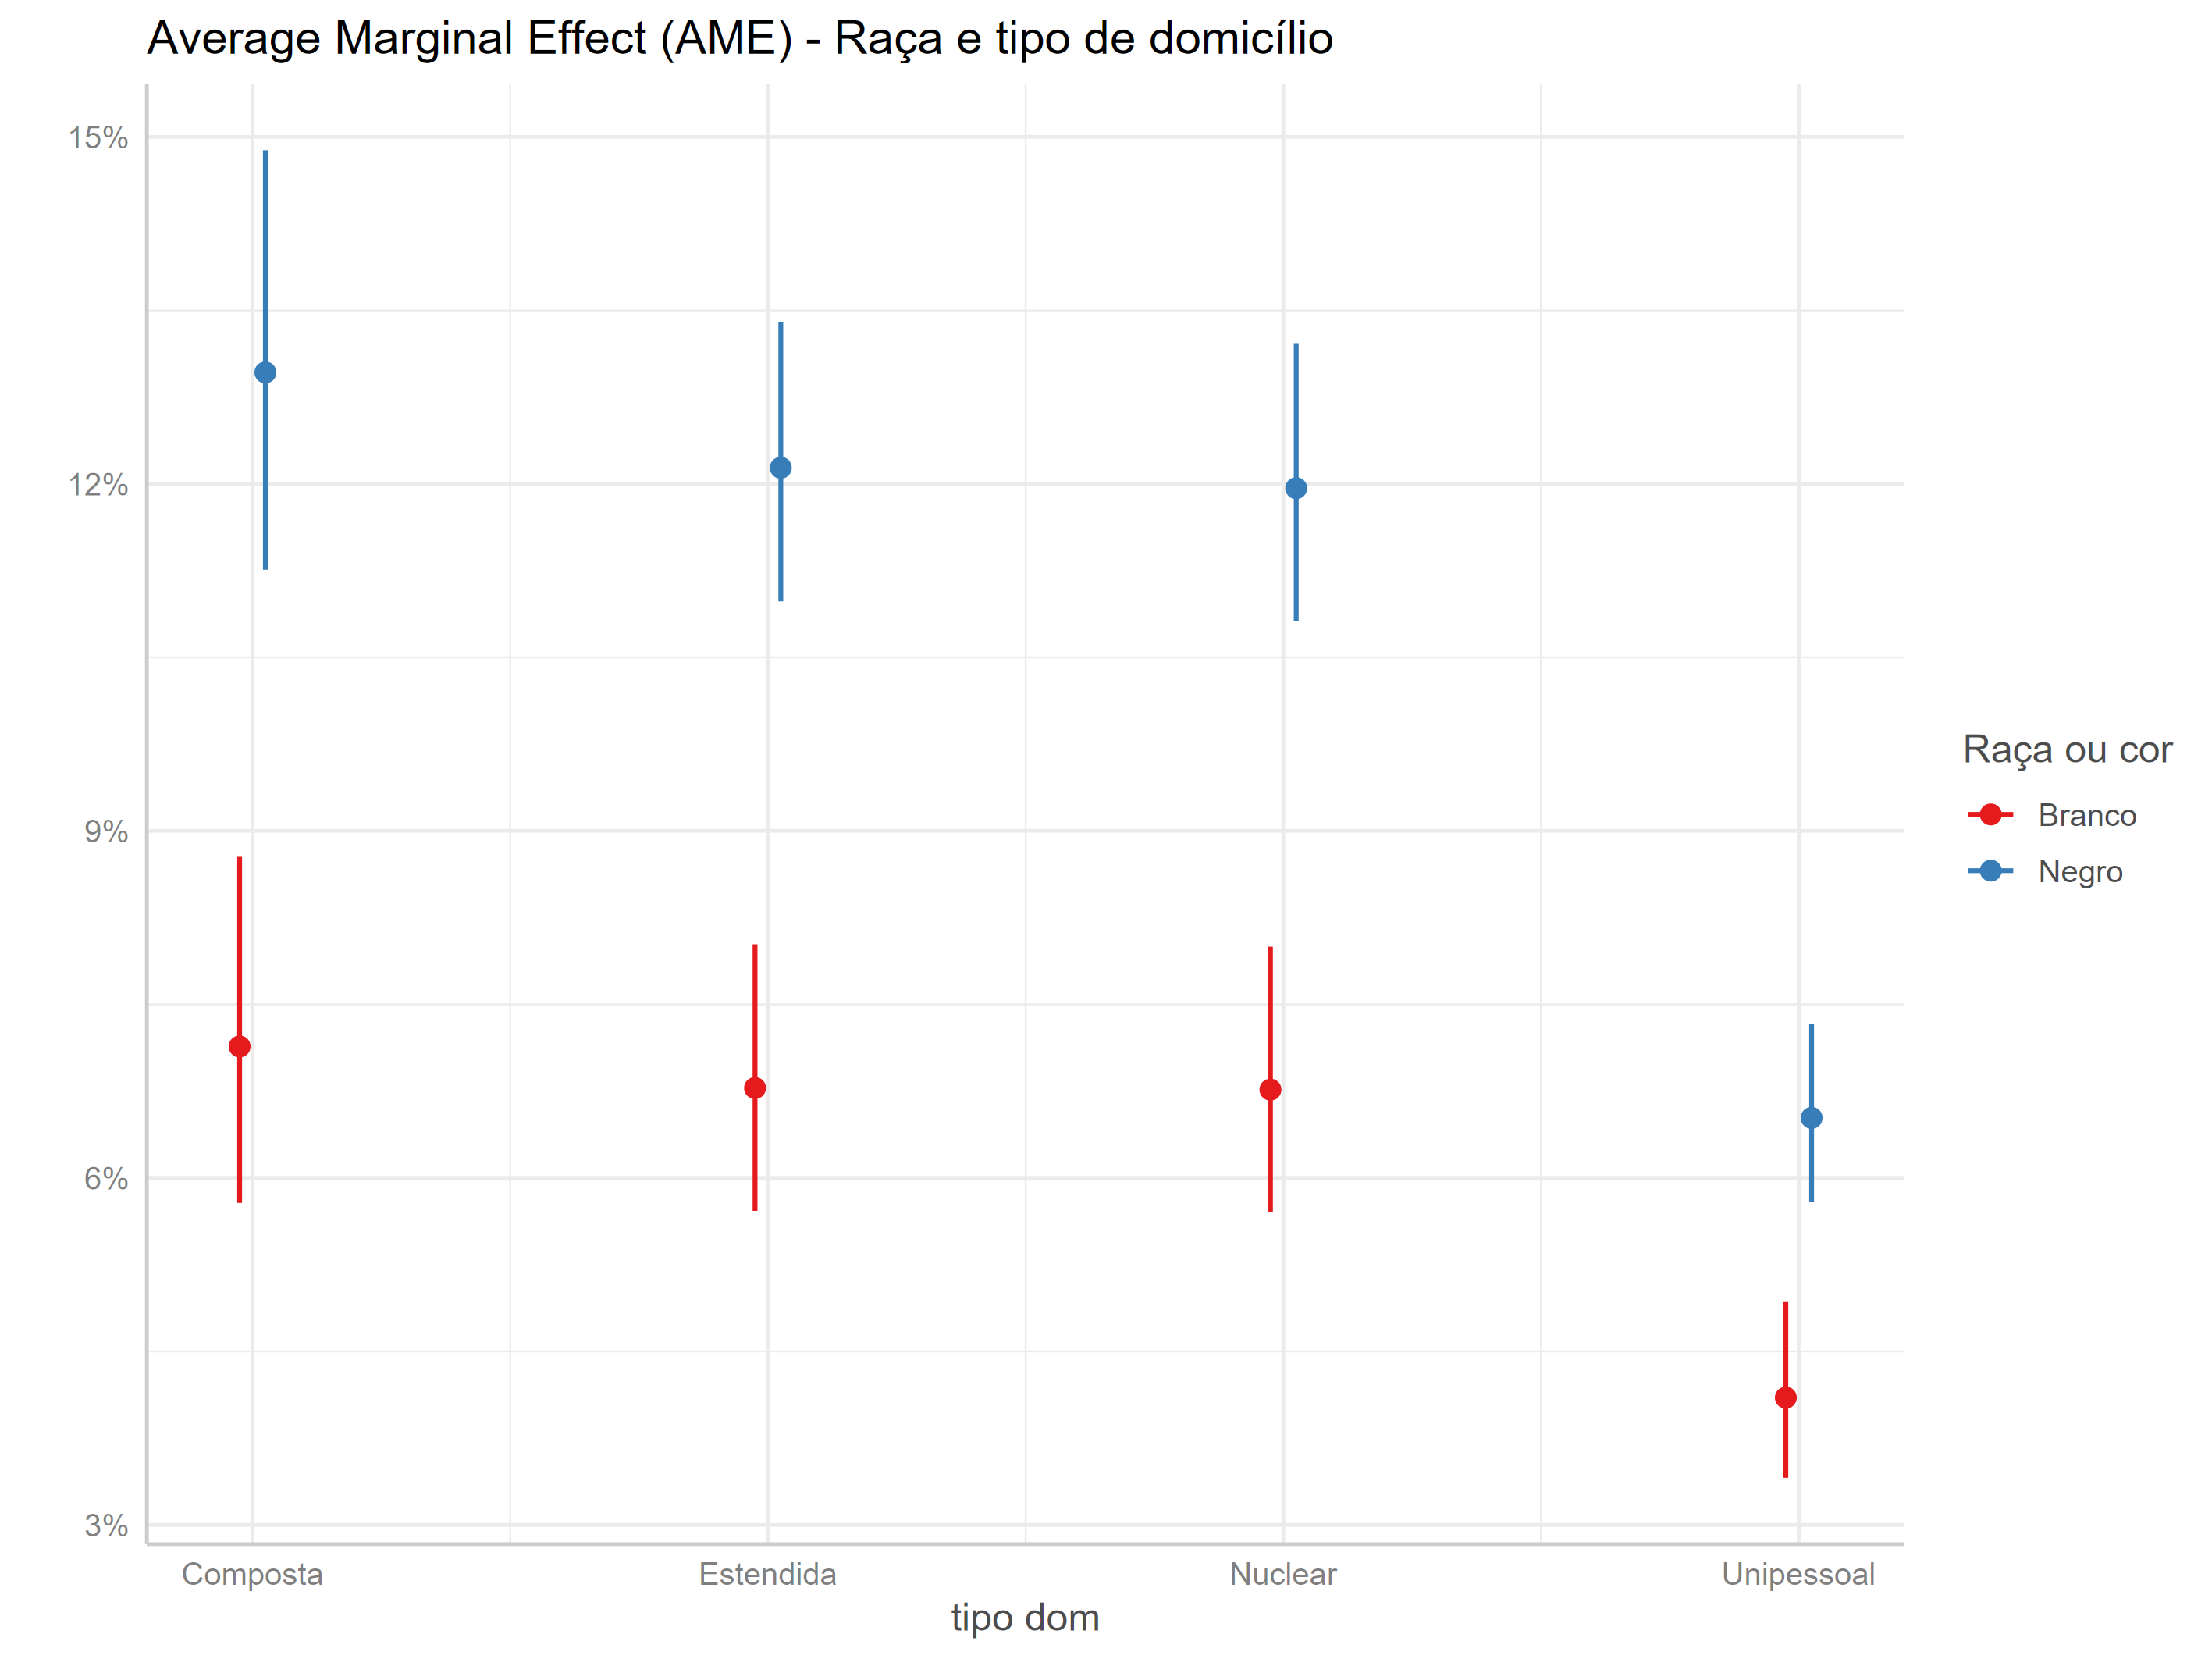 Average Marginal Effect (AME) - Raça e tipo de domicílio
15%
12%
9%
6%
3%
Composta
Estendida
Nuclear
Unipessoal
tipo dom
Raça ou cor
Branco
Negro